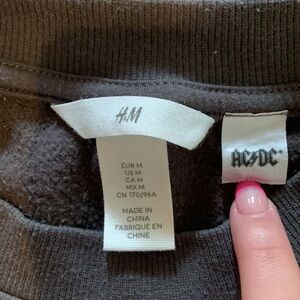 H&M
EUR M
US M
CA M
MX M
CN 170/96A
MADE IN
CHINA
FABRIQUÉ EN
CHINE
AC⚡DC